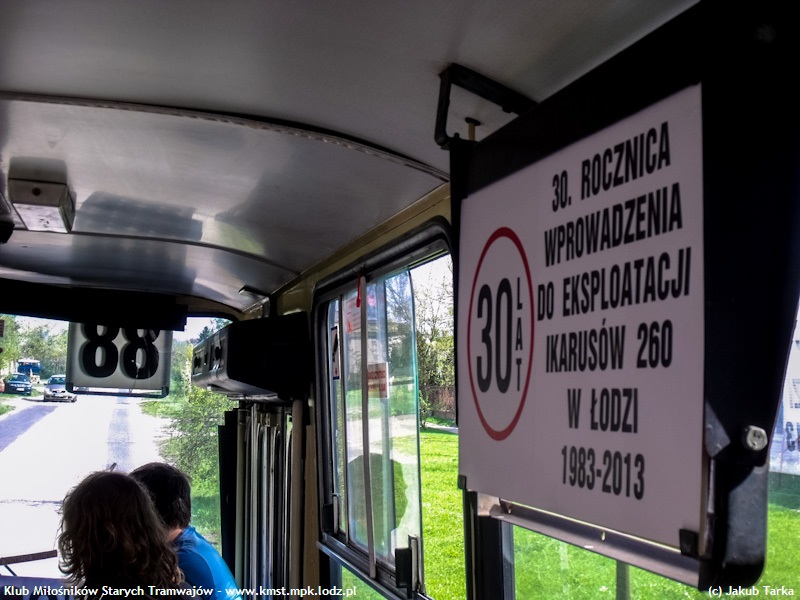 30. ROCZNICA
WPROWADZENIA
DO EKSPLOATACJI
IKARUSÓW 260
W ŁODZI
1983-2013
30 LAT
88
Klub Miłośników Starych Tramwajów - www.kmst.mpk.lodz.pl
(c) Jakub Tarka